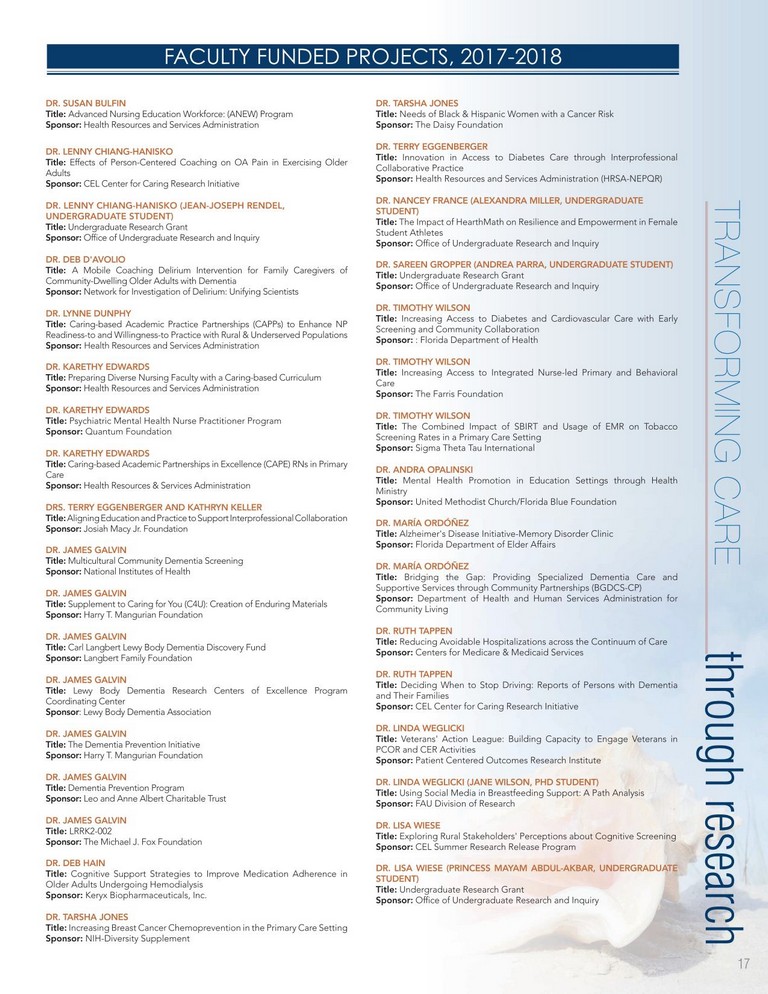 FACULTY FUNDED PROJECTS, 2017-2018
DR. SUSAN BULFIN
Title: Advanced Nursing Education Workforce: (ANEW) Program
Sponsor: Health Resources and Services Administration
DR. LENNY CHIANG-HANISKO
Title: Effects of Person-Centered Coaching on OA Pain in Exercising Older
Adults
Sponsor: CEL Center for Caring Research Initiative
DR. LENNY CHIANG-HANISKO (JEAN-JOSEPH RENDEL,
UNDERGRADUATE STUDENT)
Title: Undergraduate Research Grant
Sponsor: Office of Undergraduate Research and Inquiry
DR. DEB D'AVOLIO
Title: A Mobile Coaching Delirium Intervention for Family Caregivers of
Community-Dwelling Older Adults with Dementia
Sponsor: Network for Investigation of Delirium: Unifying Scientists
DR. LYNNE DUNPHY
Title: Caring-based Academic Practice Partnerships (CAPPs) to Enhance NP
Readiness-to and Willingness-to Practice with Rural & Underserved Populations
Sponsor: Health Resources and Services Administration
DR. KARETHY EDWARDS
Title: Preparing Diverse Nursing Faculty with a Caring-based Curriculum
Sponsor: Health Resources and Services Administration
DR. KARETHY EDWARDS
Title: Psychiatric Mental Health Nurse Practitioner Program
Sponsor: Quantum Foundation
DR. KARETHY EDWARDS
Title: Caring-based Academic Partnerships in Excellence (CAPE) RNs in Primary
Care
Sponsor: Health Resources & Services Administration
DRS. TERRY EGGENBERGER AND KATHRYN KELLER
Title: Aligning Education and Practice to Support Interprofessional Collaboration
Sponsor: Josiah Macy Jr. Foundation
DR. JAMES GALVIN
Title: Multicultural Community Dementia Screening
Sponsor: National Institutes of Health
DR. JAMES GALVIN
Title: Supplement to Caring for You (C4U): Creation of Enduring Materials
Sponsor: Harry T. Mangurian Foundation
DR. JAMES GALVIN
Title: Carl Langbert Lewy Body Dementia Discovery Fund
Sponsor: Langbert Family Foundation
DR. JAMES GALVIN
Title: Lewy Body Dementia Research Centers of Excellence Program
Coordinating Center
Sponsor: Lewy Body Dementia Association
DR. JAMES GALVIN
Title: The Dementia Prevention Initiative
Sponsor: Harry T. Mangurian Foundation
DR. JAMES GALVIN
Title: Dementia Prevention Program
Sponsor: Leo and Anne Albert Charitable Trust
DR. JAMES GALVIN
Title: LRRK2-002
Sponsor: The Michael J. Fox Foundation
DR. DEB HAIN
Title: Cognitive Support Strategies to Improve Medication Adherence in
Older Adults Undergoing Hemodialysis
Sponsor: Keryx Biopharmaceuticals, Inc.
DR. TARSHA JONES
Title: Increasing Breast Cancer Chemoprevention in the Primary Care Setting
Sponsor: NIH-Diversity Supplement
DR. TARSHA JONES
Title: Needs of Black & Hispanic Women with a Cancer Risk
Sponsor: The Daisy Foundation
DR. TERRY EGGENBERGER
Title: Innovation in Access to Diabetes Care through Interprofessional
Collaborative Practice
Sponsor: Health Resources and Services Administration (HRSA-NEPQR)
DR. NANCEY FRANCE (ALEXANDRA MILLER, UNDERGRADUATE
STUDENT)
Title: The Impact of HearthMath on Resilience and Empowerment in Female
Student Athletes
Sponsor: Office of Undergraduate Research and Inquiry
DR. SAREEN GROPPER (ANDREA PARRA, UNDERGRADUATE STUDENT)
Title: Undergraduate Research Grant
Sponsor: Office of Undergraduate Research and Inquiry
DR. TIMOTHY WILSON
Title: Increasing Access to Diabetes and Cardiovascular Care with Early
Screening and Community Collaboration
Sponsor: : Florida Department of Health
DR. TIMOTHY WILSON
Title: Increasing Access to Integrated Nurse-led Primary and Behavioral
Care
Sponsor: The Farris Foundation
DR. TIMOTHY WILSON
Title: The Combined Impact of SBIRT and Usage of EMR on Tobacco
Screening Rates in a Primary Care Setting
Sponsor: Sigma Theta Tau International
DR. ANDRA OPALINSKI
Title: Mental Health Promotion in Education Settings through Health
Ministry
Sponsor: United Methodist Church/Florida Blue Foundation
DR. MARÍA ORDÓÑEZ
Title: Alzheimer's Disease Initiative-Memory Disorder Clinic
Sponsor: Florida Department of Elder Affairs
DR. MARÍA ORDÓÑEZ
Title: Bridging the Gap: Providing Specialized Dementia Care and
Supportive Services through Community Partnerships (BGDCS-CP)
Sponsor: Department of Health and Human Services Administration for
Community Living
DR. RUTH TAPPEN
Title: Reducing Avoidable Hospitalizations across the Continuum of Care
Sponsor: Centers for Medicare & Medicaid Services
DR. RUTH TAPPEN
Title: Deciding When to Stop Driving: Reports of Persons with Dementia
and Their Families
Sponsor: CEL Center for Caring Research Initiative
DR. LINDA WEGLICKI
Title: Veterans' Action League: Building Capacity to Engage Veterans in
PCOR and CER Activities
Sponsor: Patient Centered Outcomes Research Institute
DR. LINDA WEGLICKI (JANE WILSON, PHD STUDENT)
Title: Using Social Media in Breastfeeding Support: A Path Analysis
Sponsor: FAU Division of Research
DR. LISA WIESE
Title: Exploring Rural Stakeholders' Perceptions about Cognitive Screening
Sponsor: CEL Summer Research Release Program
DR. LISA WIESE (PRINCESS MAYAM ABDUL-AKBAR, UNDERGRADUATE
STUDENT)
Title: Undergraduate Research Grant
Sponsor: Office of Undergraduate Research and Inquiry
TRANSFORMING CARE
through research
17